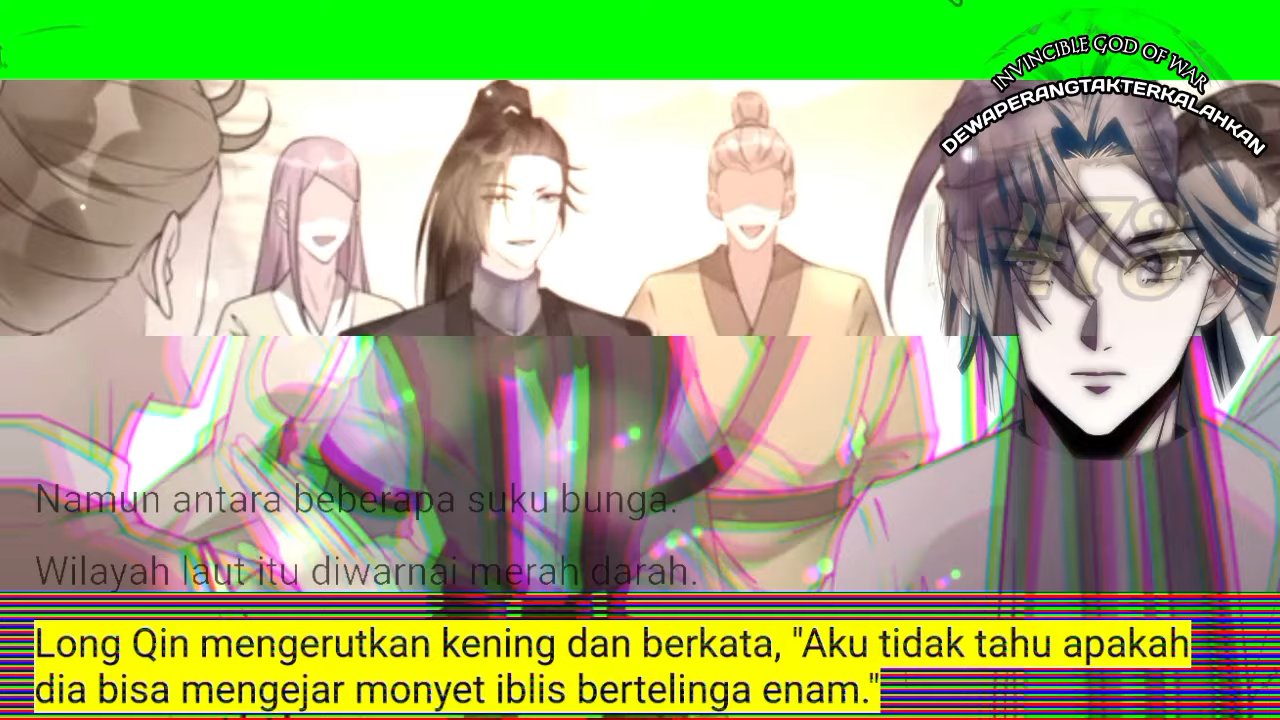 INVINCIBLE GOD OF WAR
DEWAPERANGTAKTERKALAHKAN
478
Namun antara beberapa suku bunga.
Wilayah laut itu diwarnai merah darah.
Long Qin mengerutkan kening dan berkata, "Aku tidak tahu apakah
dia bisa mengejar monyet iblis bertelinga enam."